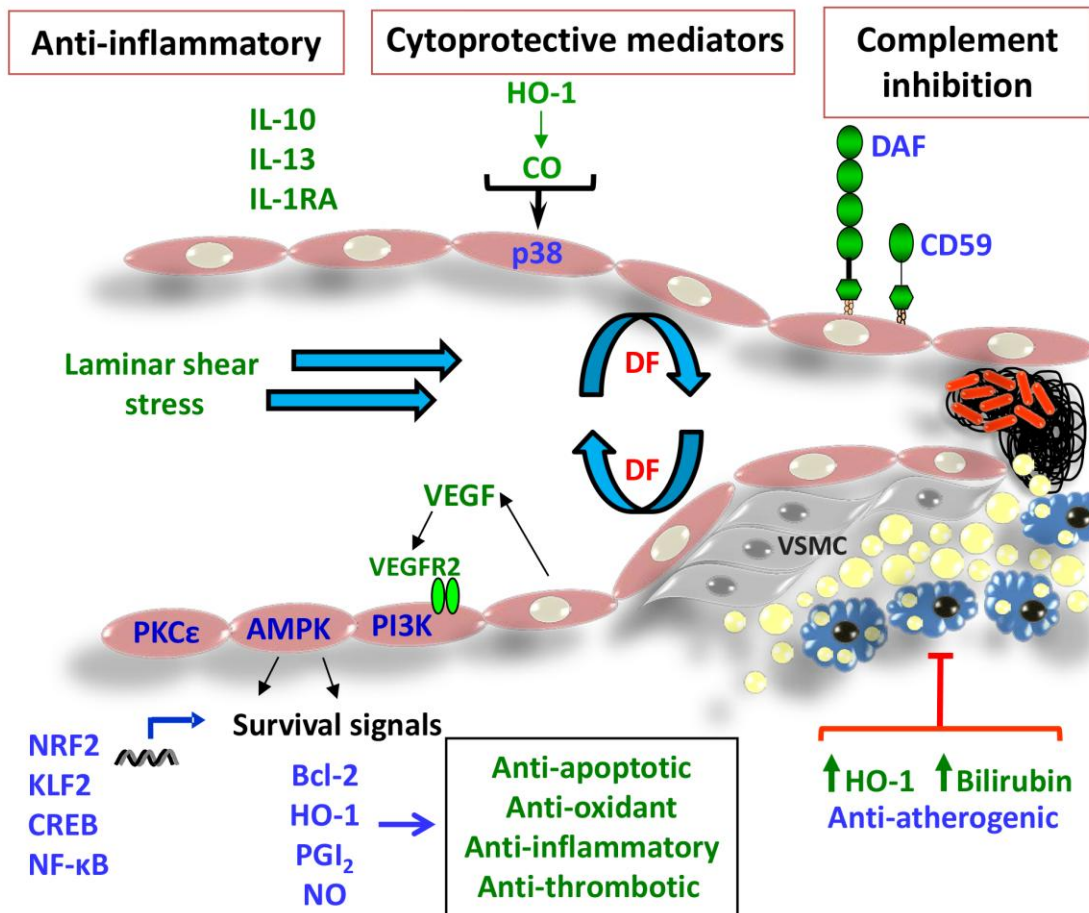 Anti-inflammatory
Cytoprotective mediators
Complement
inhibition
IL-10
IL-13
IL-1RA
HO-1
CO
p38
DAF
CD59
Laminar shear
stress
DF
DF
VEGF
VEGFR2
VSMC
PKCε
AMPK
PI3K
Survival signals
NRF2
KLF2
CREB
NF-κB
Bcl-2
HO-1
PGI₂
NO
Anti-apoptotic
Anti-oxidant
Anti-inflammatory
Anti-thrombotic
HO-1 Bilirubin
Anti-atherogenic